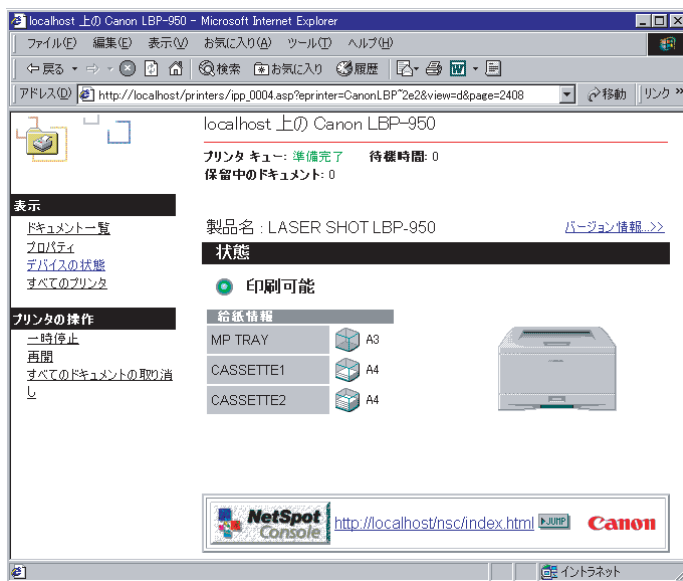 localhost 上の Canon LBP-950 - Microsoft Internet Explorer
ファイル(F) 編集(E) 表示(V) お気に入り(A) ツール(T) ヘルプ(H)
戻る 検索 お気に入り 履歴
アドレス(D) http://localhost/printers/ipp_0004.asp?eprinter=CanonLBP~2e2&view=d&page=2408 移動 リンク »
localhost 上の Canon LBP-950
プリンタ キュー: 準備完了 待機時間: 0
保留中のドキュメント: 0
表示
ドキュメント一覧
プロパティ
デバイスの状態
すべてのプリンタ
プリンタの操作
一時停止
再開
すべてのドキュメントの取り消
し
製品名 : LASER SHOT LBP-950 バージョン情報...>>
状態
印刷可能
給紙情報
MP TRAY A3
CASSETTE1 A4
CASSETTE2 A4
NetSpot
Console
http://localhost/nsc/index.html JUMP Canon
イントラネット